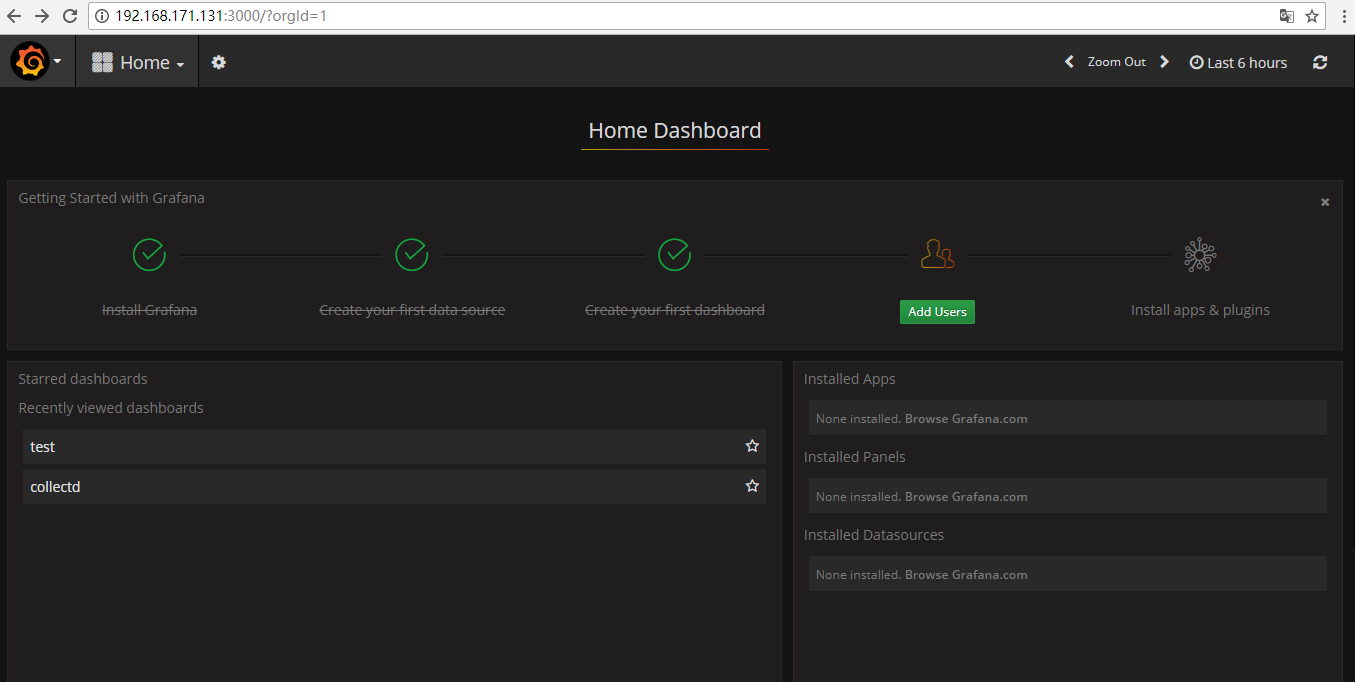 192.168.171.131:3000/?orgId=1
Home
Zoom Out
Last 6 hours
Home Dashboard
Getting Started with Grafana
Install Grafana
Create your first data source
Create your first dashboard
Add Users
Install apps & plugins
Starred dashboards
Recently viewed dashboards
test
collectd
Installed Apps
None installed. Browse Grafana.com
Installed Panels
None installed. Browse Grafana.com
Installed Datasources
None installed. Browse Grafana.com